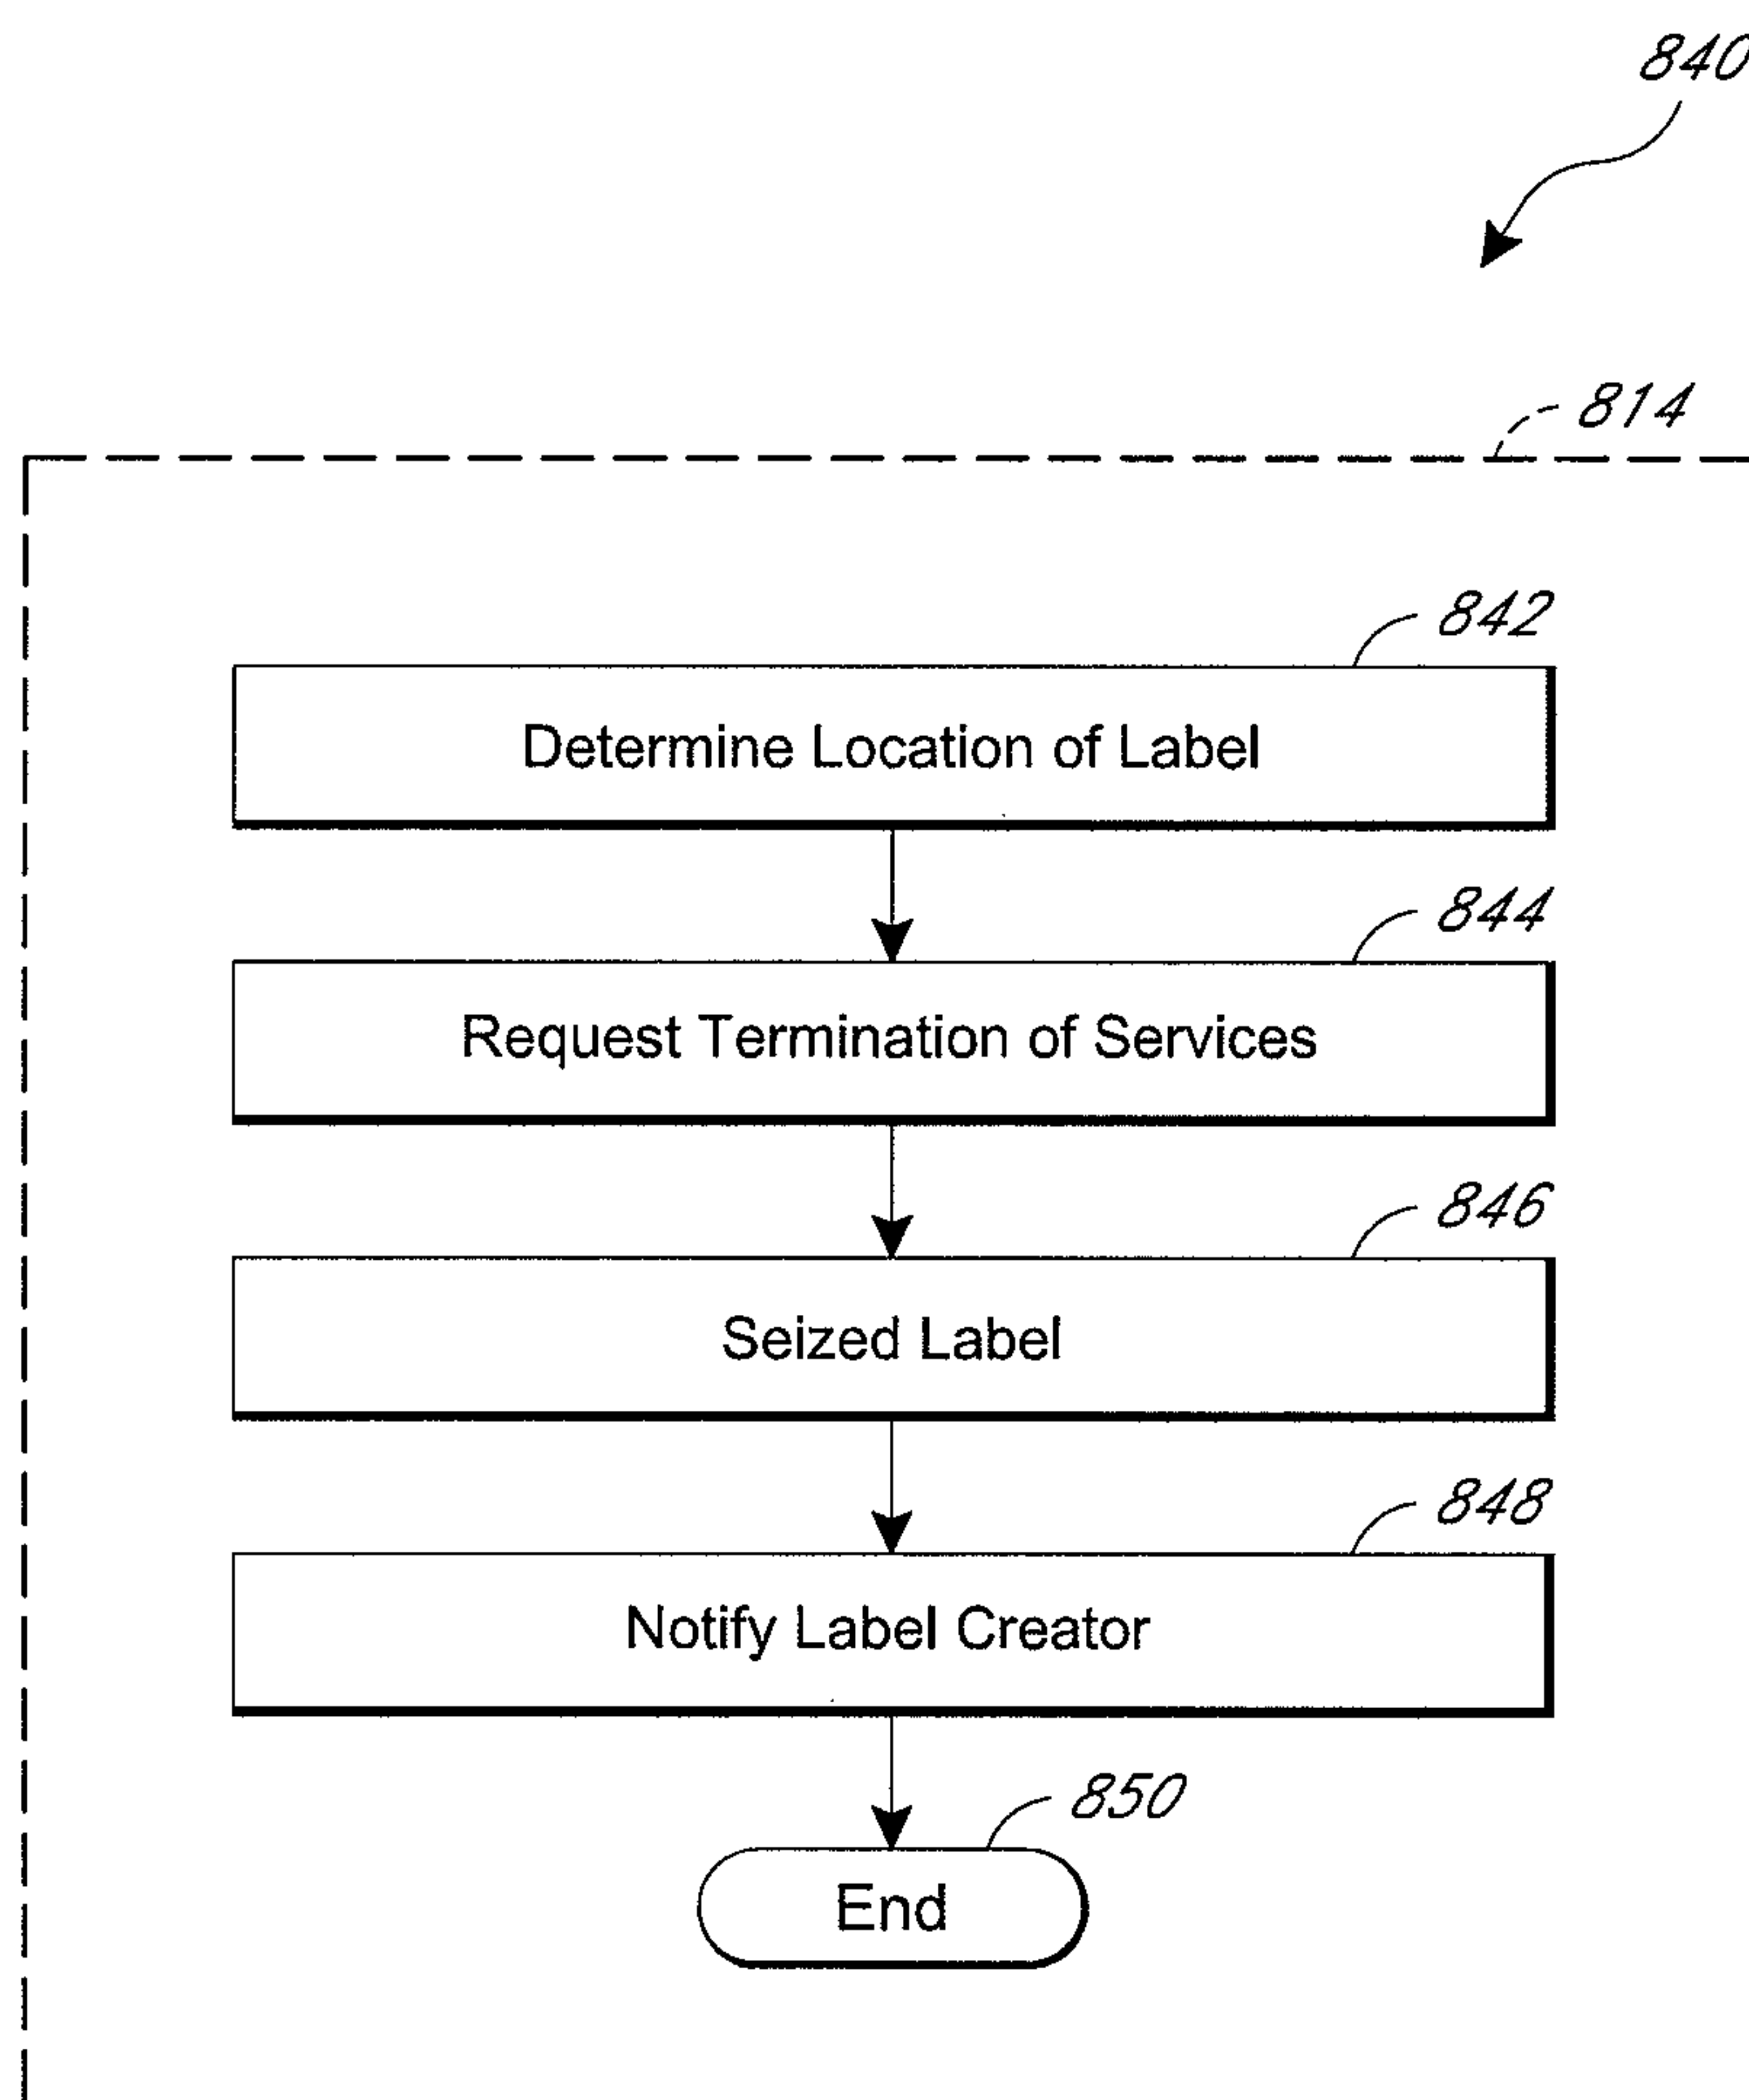 840
814
842
Determine Location of Label
844
Request Termination of Services
846
Seized Label
848
Notify Label Creator
850
End